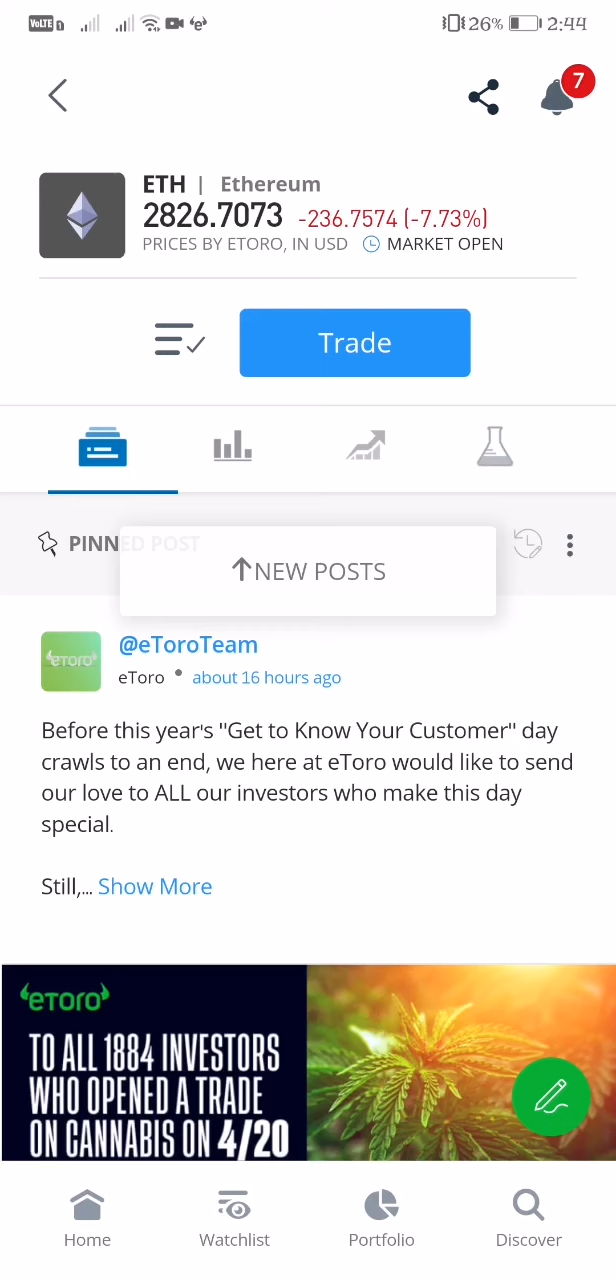 VoLTE 1
26% 2:44
7
ETH | Ethereum
2826.7073 -236.7574 (-7.73%)
PRICES BY ETORO, IN USD MARKET OPEN
Trade
PINNED POST
↑NEW POSTS
@eToroTeam
eToro • about 16 hours ago
Before this year's "Get to Know Your Customer" day
crawls to an end, we here at eToro would like to send
our love to ALL our investors who make this day
special.
Still,... Show More
eTORO
TO ALL 1884 INVESTORS
WHO OPENED A TRADE
ON CANNABIS ON 4/20
Home Watchlist Portfolio Discover